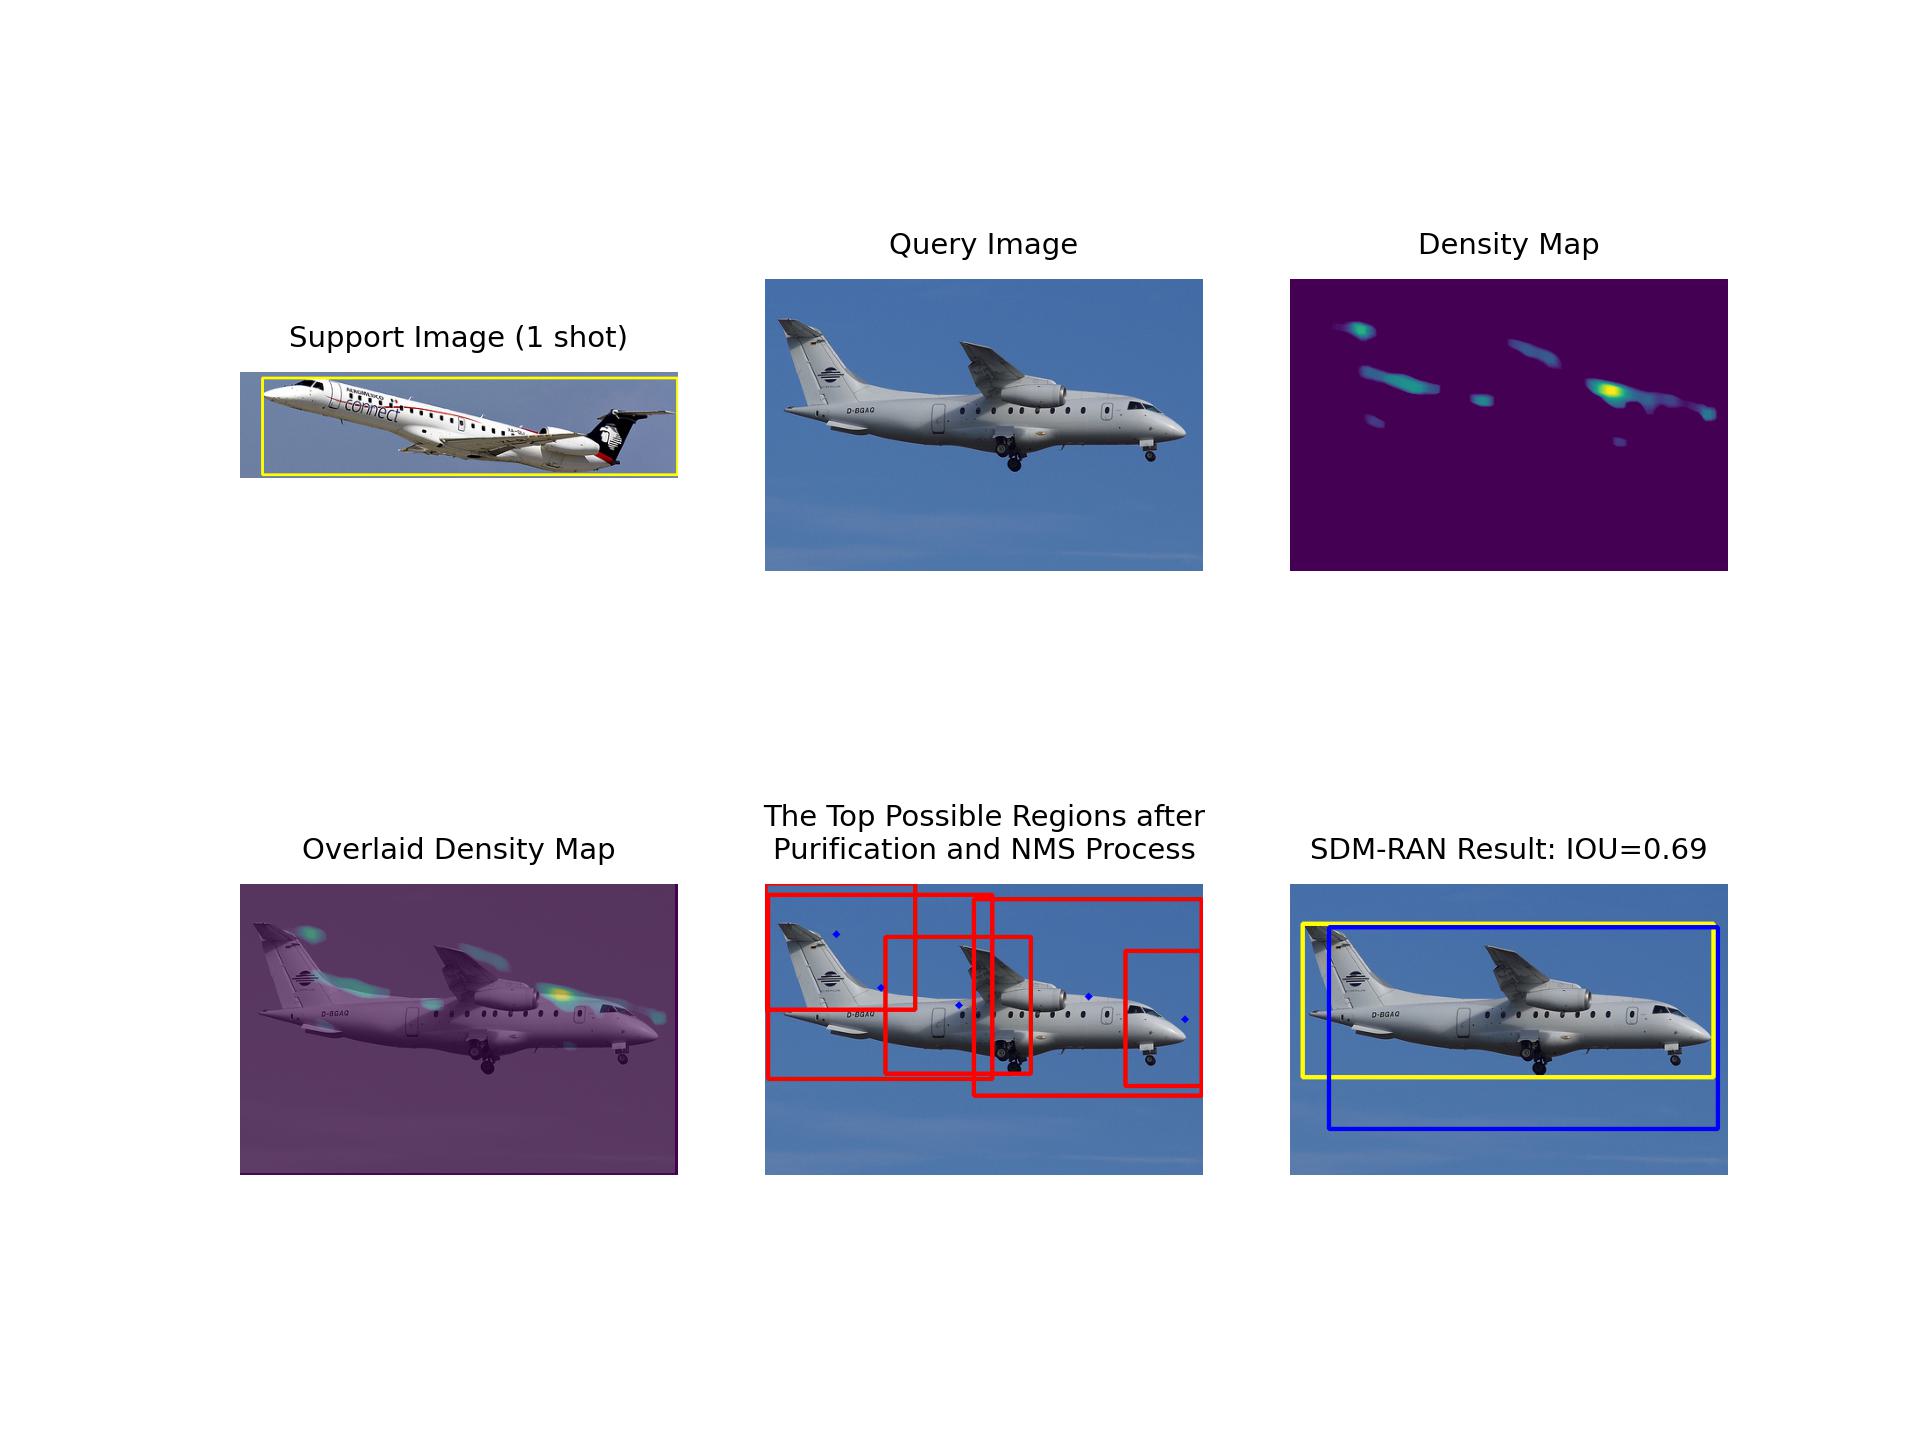 Query Image
Density Map
Support Image (1 shot)
AEROMEXICO
connect
D-BGAQ
Overlaid Density Map
The Top Possible Regions after
Purification and NMS Process
SDM-RAN Result: IOU=0.69
D-BGAQ
D-BGAQ
D-BGAQ